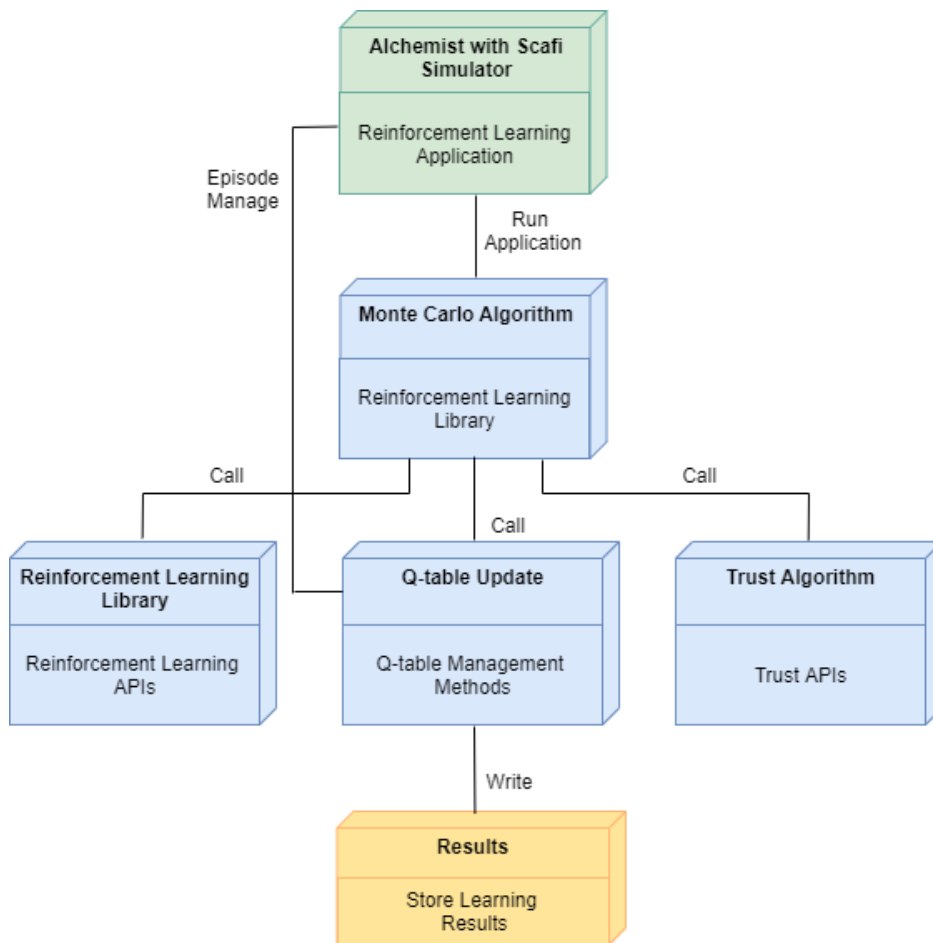 Alchemist with Scafi
Simulator
Reinforcement Learning
Application
Episode
Manage
Run
Application
Monte Carlo Algorithm
Reinforcement Learning
Library
Call
Call
Call
Reinforcement Learning
Library
Reinforcement Learning
APIs
Q-table Update
Q-table Management
Methods
Trust Algorithm
Trust APIs
Write
Results
Store Learning
Results